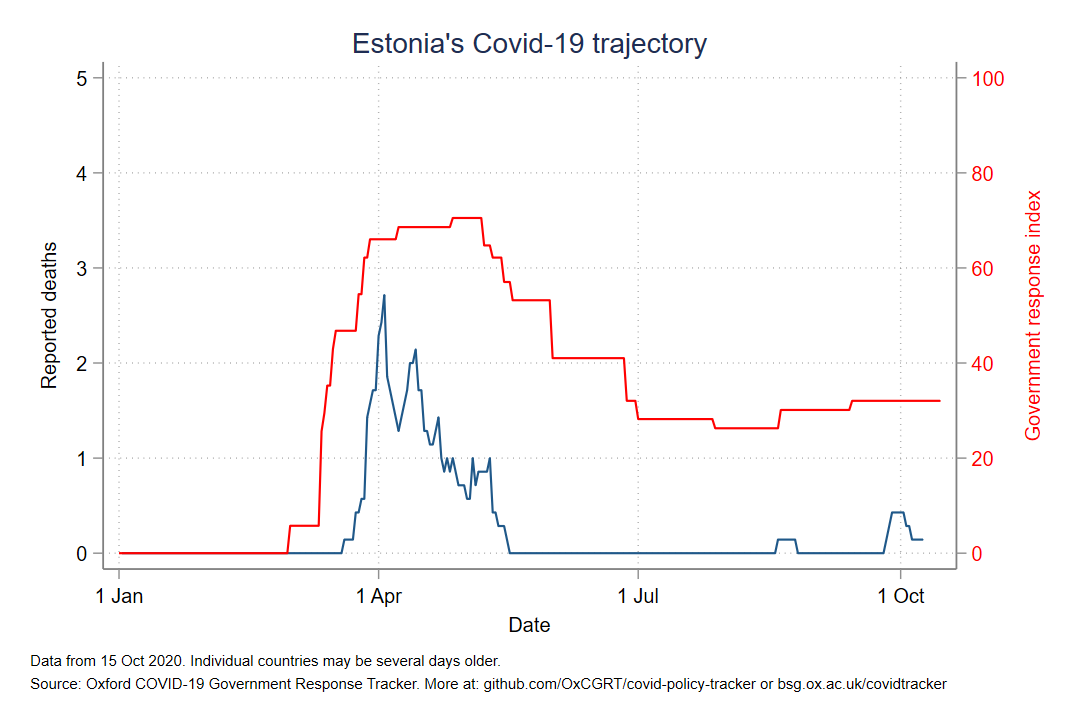 Estonia's Covid-19 trajectory
5
4
3
2
1
0
Reported deaths
100
80
60
40
20
0
Government response index
1 Jan
1 Apr
1 Jul
1 Oct
Date
Data from 15 Oct 2020. Individual countries may be several days older.
Source: Oxford COVID-19 Government Response Tracker. More at: github.com/OxCGRT/covid-policy-tracker or bsg.ox.ac.uk/covidtracker